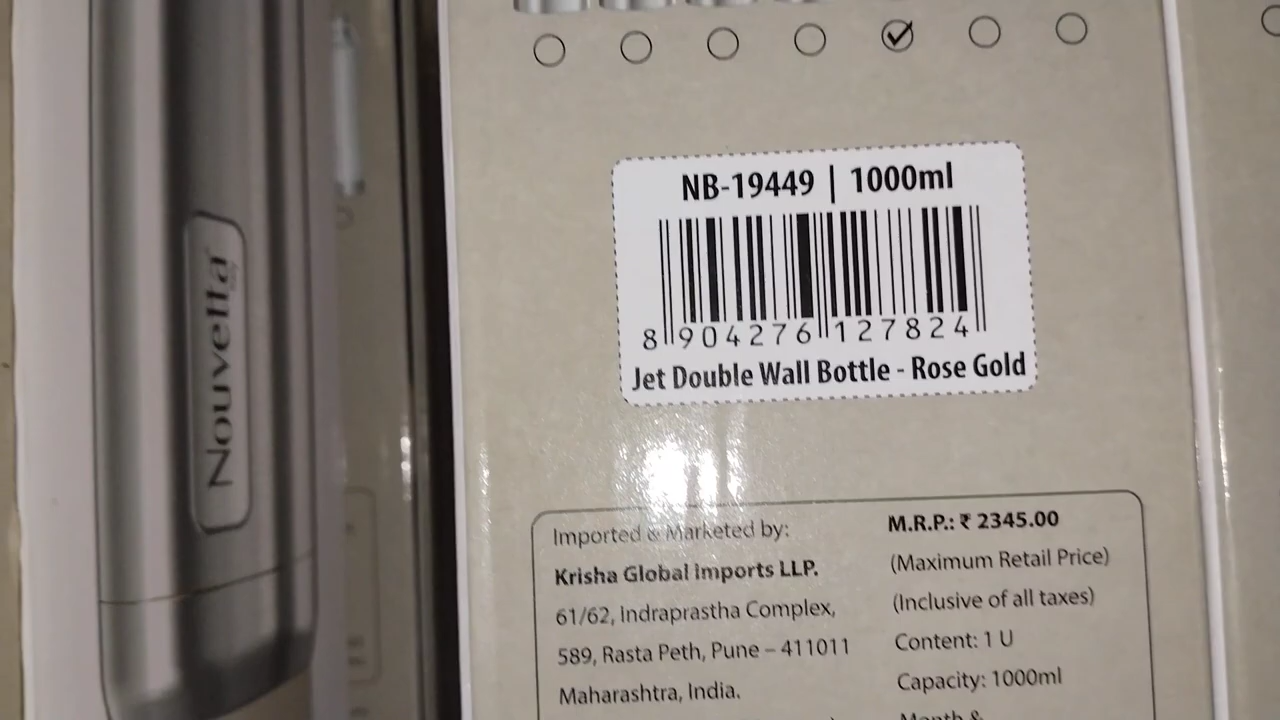 Nouvetta
NB-19449 | 1000ml
8 904276 127824
Jet Double Wall Bottle - Rose Gold
Imported & Marketed by:
Krisha Global Imports LLP.
61/62, Indraprastha Complex,
589, Rasta Peth, Pune – 411011
Maharashtra, India.
M.R.P.: ₹ 2345.00
(Maximum Retail Price)
(Inclusive of all taxes)
Content: 1 U
Capacity: 1000ml
Month &